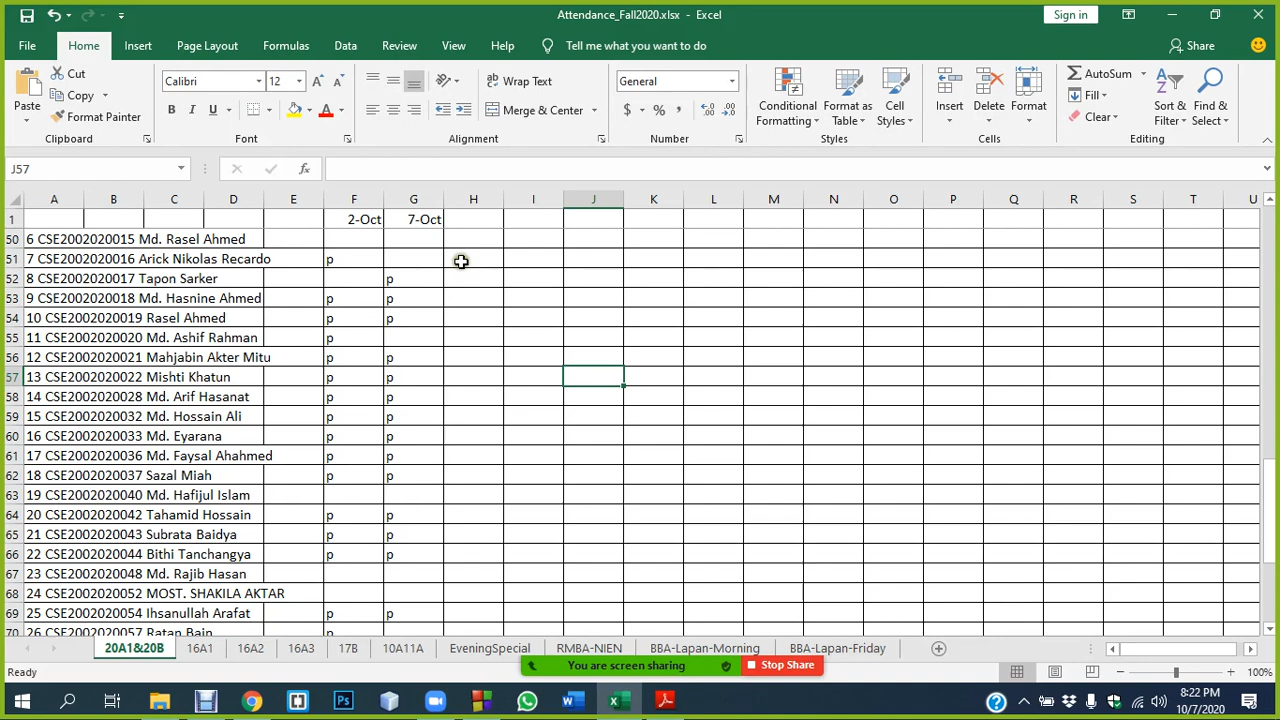 Attendance_Fall2020.xlsx - Excel
Sign in
File Home Insert Page Layout Formulas Data Review View Help Tell me what you want to do Share
Paste
Cut
Copy
Format Painter
Clipboard
Calibri 12 A A
B I U A
Font
ab Wrap Text
Merge & Center
Alignment
General
$ % ,
Number
Conditional Formatting
Format as Table
Cell Styles
Styles
Insert Delete Format
Cells
AutoSum
Fill
Clear
Sort & Filter
Find & Select
Editing
J57 fx
A B C D E F G H I J K L M N O P Q R S T U
1 2-Oct 7-Oct
50 6 CSE2002020015 Md. Rasel Ahmed
51 7 CSE2002020016 Arick Nikolas Recardo p
52 8 CSE2002020017 Tapon Sarker p
53 9 CSE2002020018 Md. Hasnine Ahmed p p
54 10 CSE2002020019 Rasel Ahmed p p
55 11 CSE2002020020 Md. Ashif Rahman p
56 12 CSE2002020021 Mahjabin Akter Mitu p p
57 13 CSE2002020022 Mishti Khatun p p
58 14 CSE2002020028 Md. Arif Hasanat p p
59 15 CSE2002020032 Md. Hossain Ali p p
60 16 CSE2002020033 Md. Eyarana p p
61 17 CSE2002020036 Md. Faysal Ahahmed p p
62 18 CSE2002020037 Sazal Miah p p
63 19 CSE2002020040 Md. Hafijul Islam
64 20 CSE2002020042 Tahamid Hossain p p
65 21 CSE2002020043 Subrata Baidya p p
66 22 CSE2002020044 Bithi Tanchangya p p
67 23 CSE2002020048 Md. Rajib Hasan
68 24 CSE2002020052 MOST. SHAKILA AKTAR
69 25 CSE2002020054 Ihsanullah Arafat p p
70 26 CSE2002020057 Ratan Bain p
20A1&20B 16A1 16A2 16A3 17B 10A11A EveningSpecial RMBA-NIEN BBA-Lapan-Morning BBA-Lapan-Friday
You are screen sharing Stop Share
Ready 100%
8:22 PM
10/7/2020